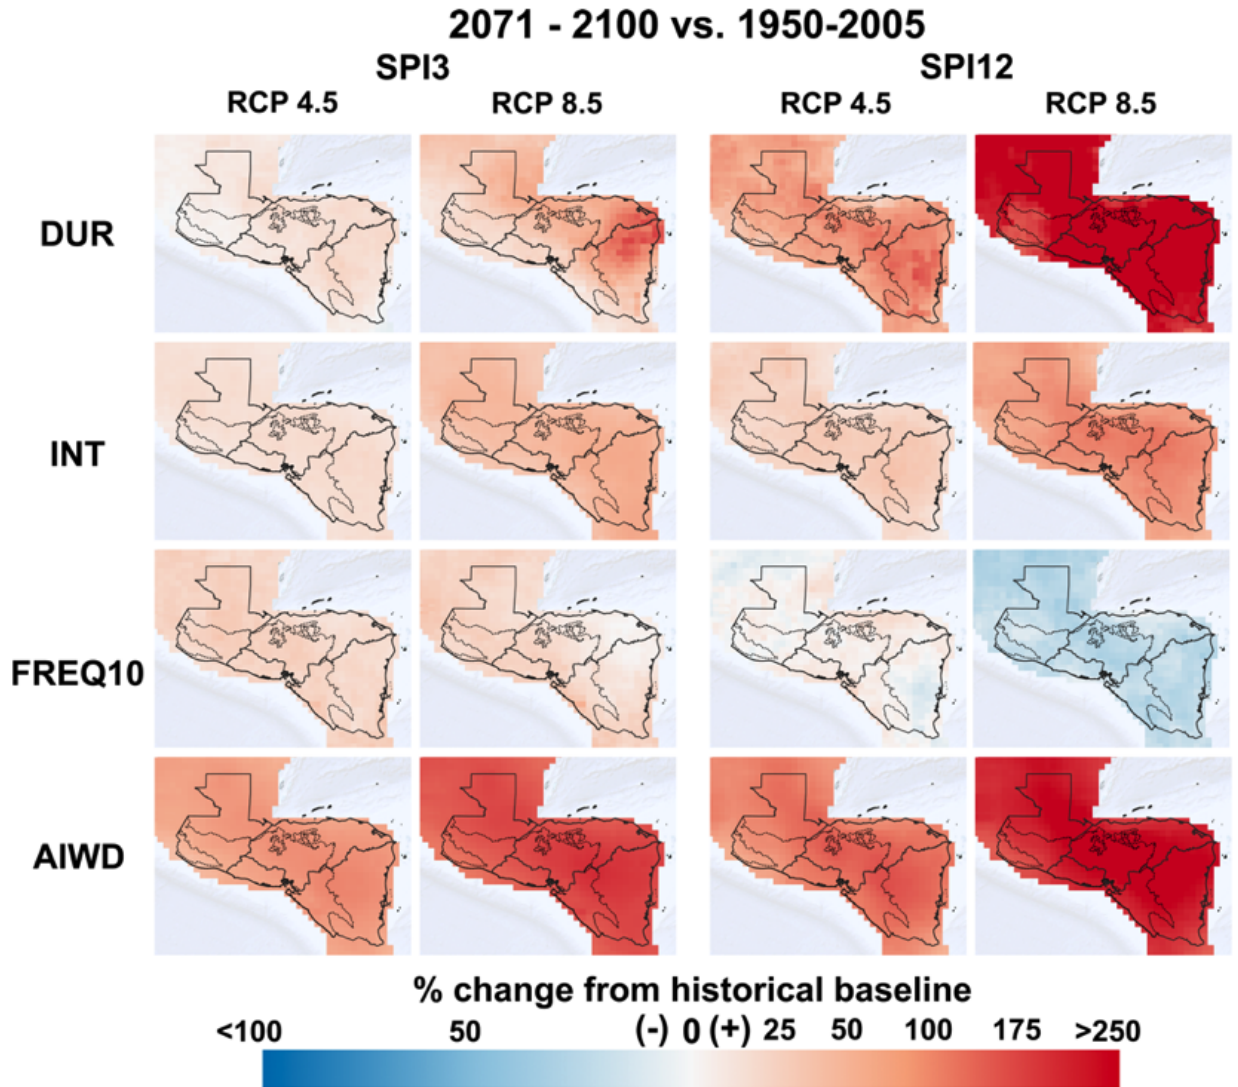 2071 - 2100 vs. 1950-2005
SPI3 SPI12
RCP 4.5 RCP 8.5 RCP 4.5 RCP 8.5
DUR
INT
FREQ10
AIWD
% change from historical baseline
<100 50 (-) 0 (+) 25 50 100 175 >250